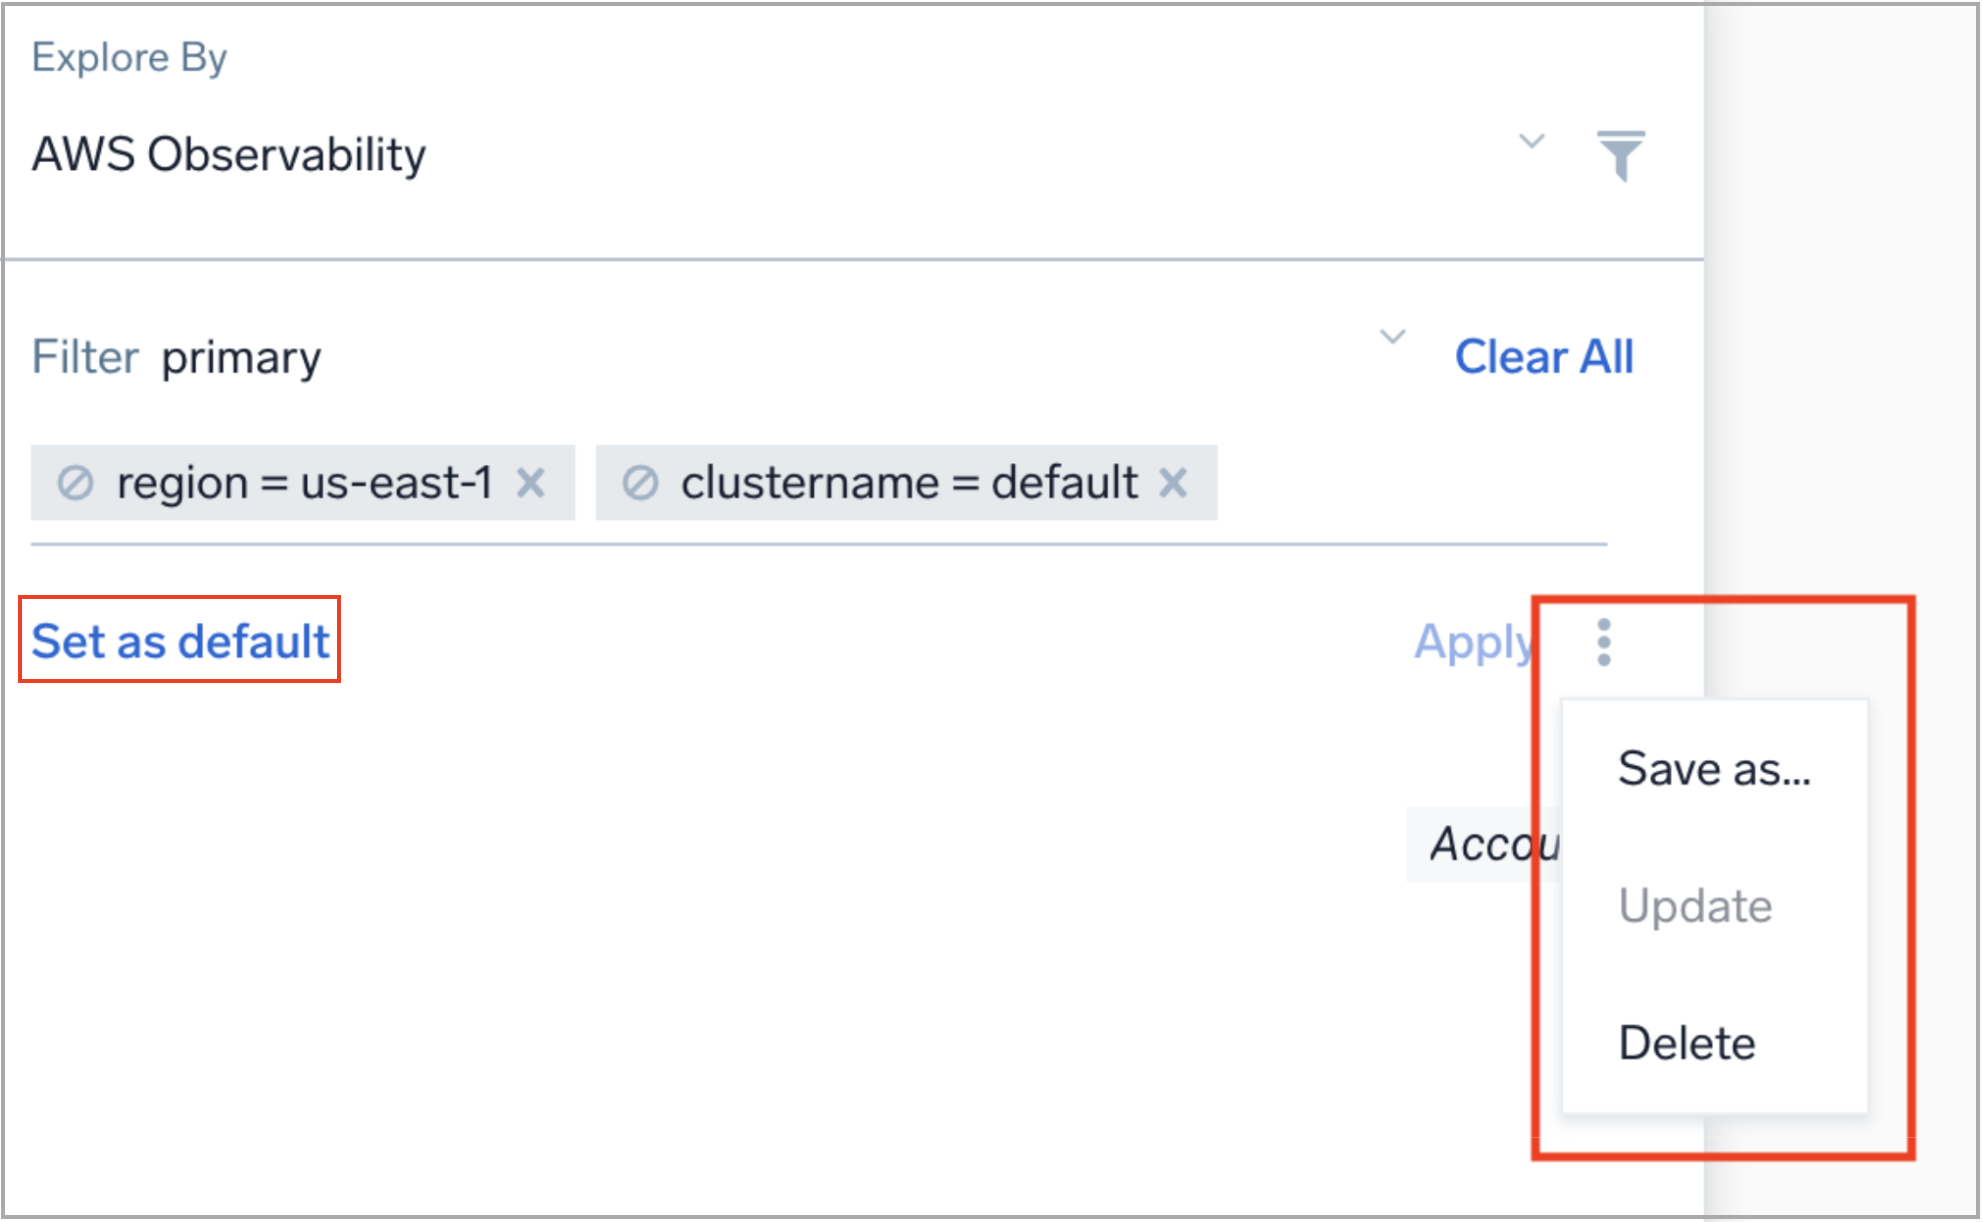 Explore By
AWS Observability
Filter primary Clear All
region = us-east-1 clustername = default
Set as default Apply
Save as...
Accou
Update
Delete